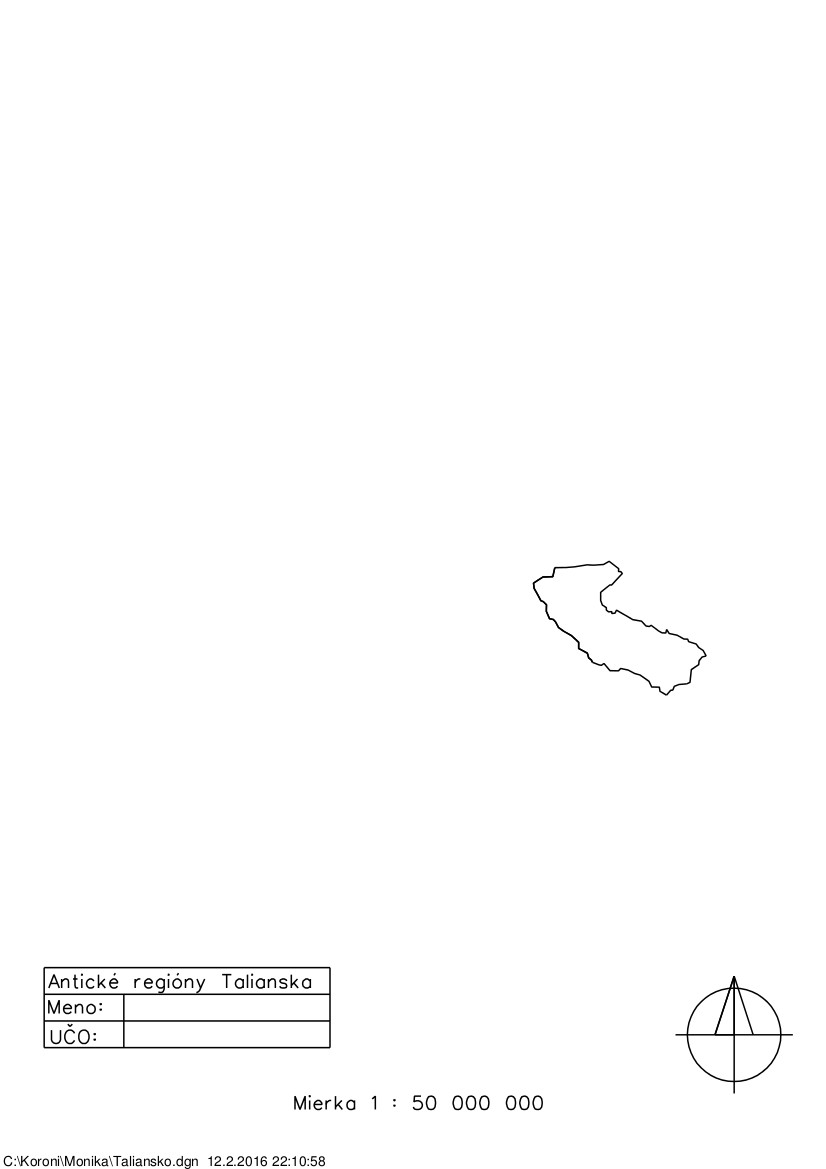 Antické regióny Talianska
Meno:
UČO:
Mierka 1 : 50 000 000
C:\Koroni\Monika\Taliansko.dgn 12.2.2016 22:10:58